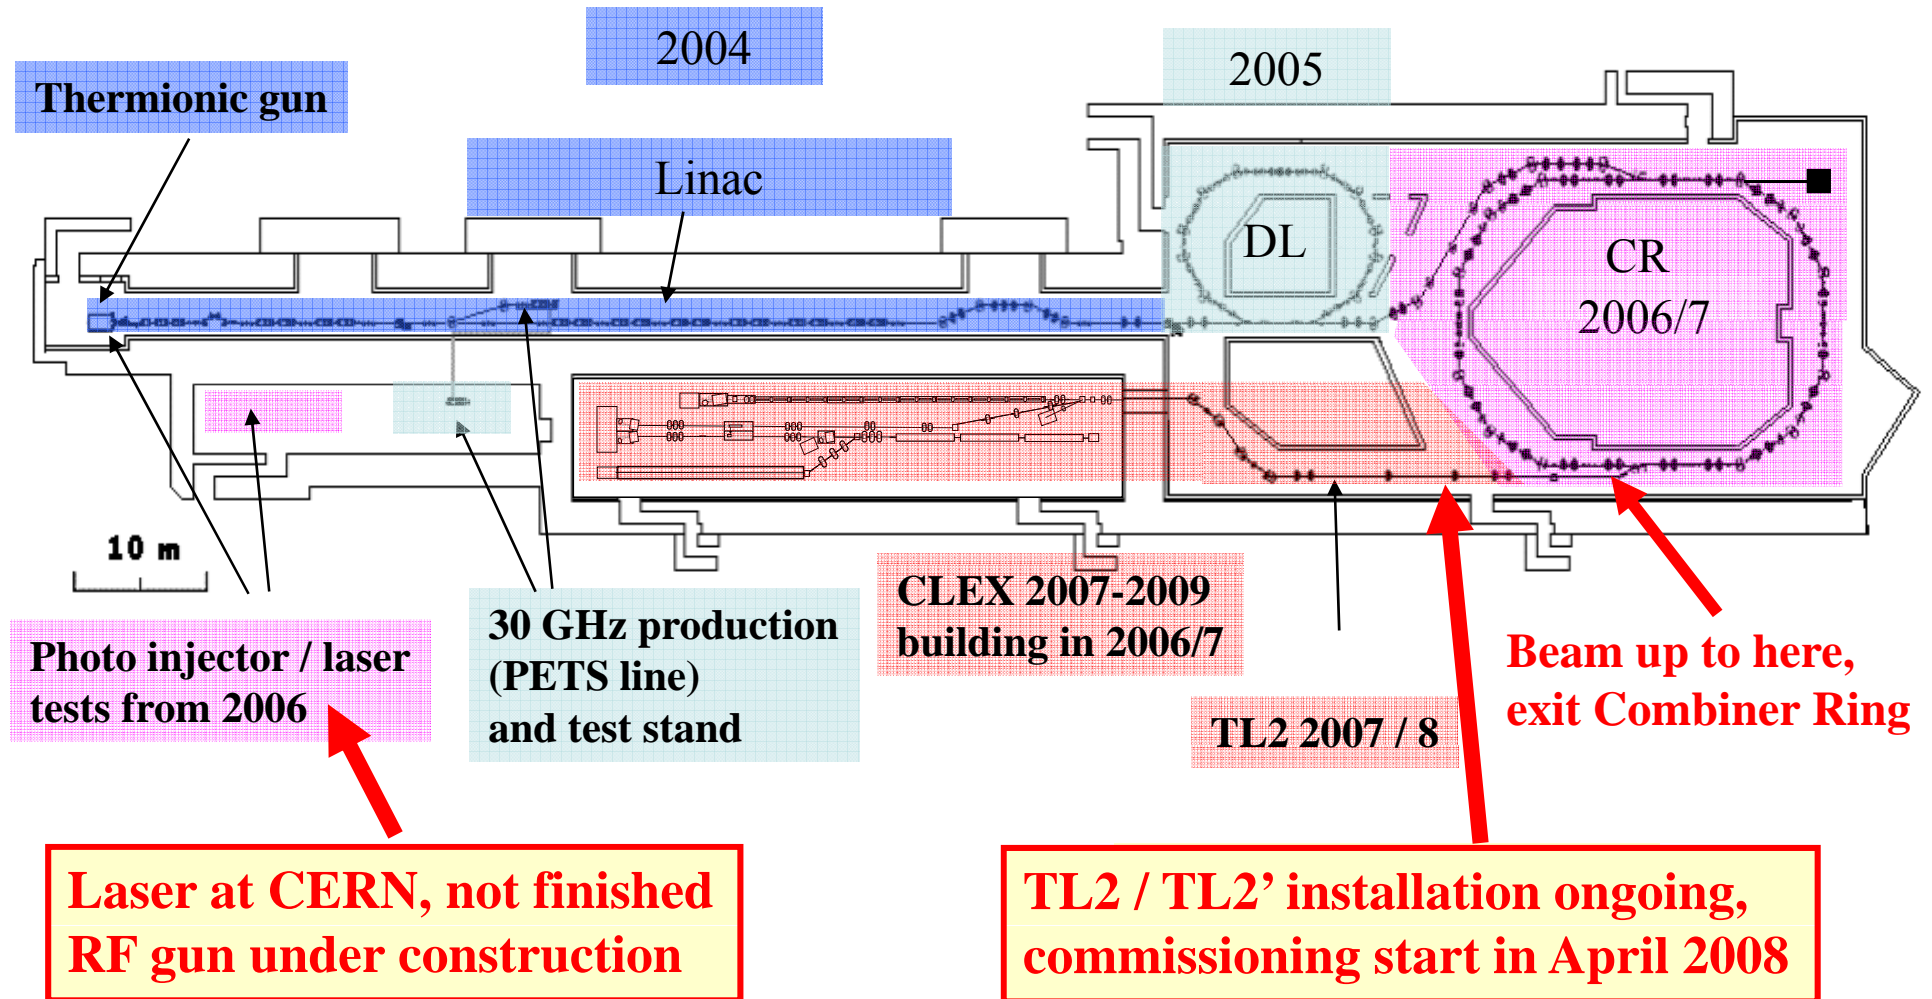 2004
2005
Thermionic gun
Linac
DL
CR
2006/7
10 m
Photo injector / laser
tests from 2006
30 GHz production
(PETS line)
and test stand
CLEX 2007-2009
building in 2006/7
TL2 2007 / 8
Beam up to here,
exit Combiner Ring
Laser at CERN, not finished
RF gun under construction
TL2 / TL2’ installation ongoing,
commissioning start in April 2008